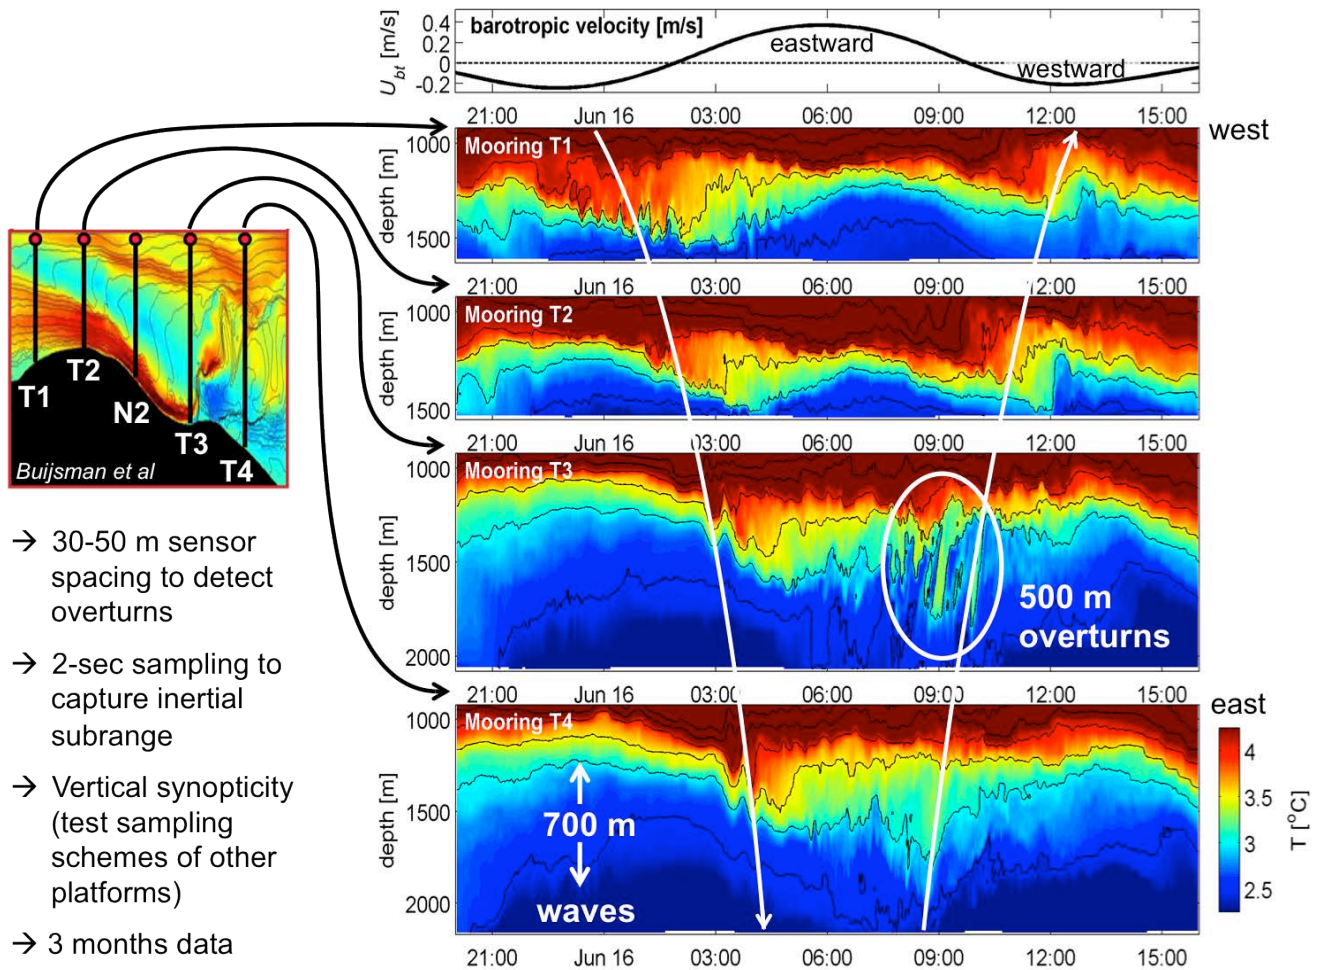 barotropic velocity [m/s]
eastward
westward
U_bt [m/s]
0.4
0.2
0
-0.2
21:00 Jun 16 03:00 06:00 09:00 12:00 15:00
west
Mooring T1
depth [m]
1000
1500
21:00 Jun 16 03:00 06:00 09:00 12:00 15:00
Mooring T2
depth [m]
1000
1500
21:00 Jun 16 03:00 06:00 09:00 12:00 15:00
Mooring T3
depth [m]
1000
1500
2000
500 m
overturns
21:00 Jun 16 03:00 06:00 09:00 12:00 15:00
east
Mooring T4
depth [m]
1000
1500
2000
700 m
waves
21:00 Jun 16 03:00 06:00 09:00 12:00 15:00
4
3.5
3
2.5
T [°C]
T1
T2
N2
T3
T4
Buijsman et al
→ 30-50 m sensor
spacing to detect
overturns
→ 2-sec sampling to
capture inertial
subrange
→ Vertical synopticity
(test sampling
schemes of other
platforms)
→ 3 months data